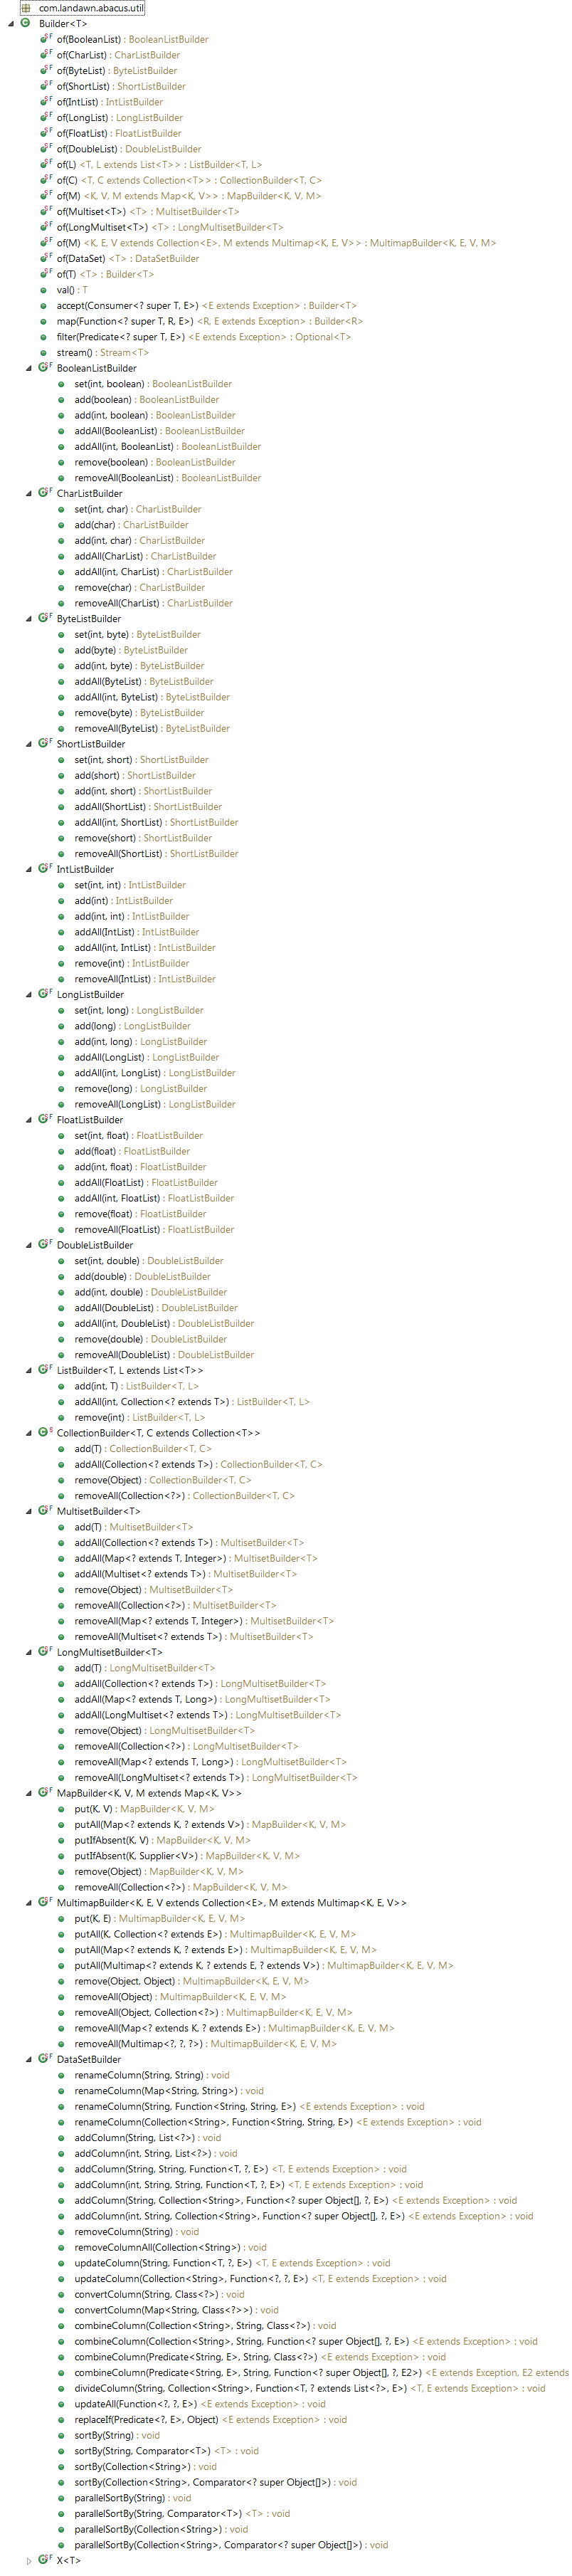 com.landawn.abacus.util
Builder<T>
of(BooleanList) : BooleanListBuilder
of(CharList) : CharListBuilder
of(ByteList) : ByteListBuilder
of(ShortList) : ShortListBuilder
of(IntList) : IntListBuilder
of(LongList) : LongListBuilder
of(FloatList) : FloatListBuilder
of(DoubleList) : DoubleListBuilder
of(L) <T, L extends List<T>> : ListBuilder<T, L>
of(C) <T, C extends Collection<T>> : CollectionBuilder<T, C>
of(M) <K, V, M extends Map<K, V>> : MapBuilder<K, V, M>
of(Multiset<T>) <T> : MultisetBuilder<T>
of(LongMultiset<T>) <T> : LongMultisetBuilder<T>
of(M) <K, E, V extends Collection<E>, M extends Multimap<K, E, V>> : MultimapBuilder<K, E, V, M>
of(DataSet) <T> : DataSetBuilder
of(T) <T> : Builder<T>
val() : T
accept(Consumer<? super T, E>) <E extends Exception> : Builder<T>
map(Function<? super T, R, E>) <R, E extends Exception> : Builder<R>
filter(Predicate<? super T, E>) <E extends Exception> : Optional<T>
stream() : Stream<T>
BooleanListBuilder
set(int, boolean) : BooleanListBuilder
add(boolean) : BooleanListBuilder
add(int, boolean) : BooleanListBuilder
addAll(BooleanList) : BooleanListBuilder
addAll(int, BooleanList) : BooleanListBuilder
remove(boolean) : BooleanListBuilder
removeAll(BooleanList) : BooleanListBuilder
CharListBuilder
set(int, char) : CharListBuilder
add(char) : CharListBuilder
add(int, char) : CharListBuilder
addAll(CharList) : CharListBuilder
addAll(int, CharList) : CharListBuilder
remove(char) : CharListBuilder
removeAll(CharList) : CharListBuilder
ByteListBuilder
set(int, byte) : ByteListBuilder
add(byte) : ByteListBuilder
add(int, byte) : ByteListBuilder
addAll(ByteList) : ByteListBuilder
addAll(int, ByteList) : ByteListBuilder
remove(byte) : ByteListBuilder
removeAll(ByteList) : ByteListBuilder
ShortListBuilder
set(int, short) : ShortListBuilder
add(short) : ShortListBuilder
add(int, short) : ShortListBuilder
addAll(ShortList) : ShortListBuilder
addAll(int, ShortList) : ShortListBuilder
remove(short) : ShortListBuilder
removeAll(ShortList) : ShortListBuilder
IntListBuilder
set(int, int) : IntListBuilder
add(int) : IntListBuilder
add(int, int) : IntListBuilder
addAll(IntList) : IntListBuilder
addAll(int, IntList) : IntListBuilder
remove(int) : IntListBuilder
removeAll(IntList) : IntListBuilder
LongListBuilder
set(int, long) : LongListBuilder
add(long) : LongListBuilder
add(int, long) : LongListBuilder
addAll(LongList) : LongListBuilder
addAll(int, LongList) : LongListBuilder
remove(long) : LongListBuilder
removeAll(LongList) : LongListBuilder
FloatListBuilder
set(int, float) : FloatListBuilder
add(float) : FloatListBuilder
add(int, float) : FloatListBuilder
addAll(FloatList) : FloatListBuilder
addAll(int, FloatList) : FloatListBuilder
remove(float) : FloatListBuilder
removeAll(FloatList) : FloatListBuilder
DoubleListBuilder
set(int, double) : DoubleListBuilder
add(double) : DoubleListBuilder
add(int, double) : DoubleListBuilder
addAll(DoubleList) : DoubleListBuilder
addAll(int, DoubleList) : DoubleListBuilder
remove(double) : DoubleListBuilder
removeAll(DoubleList) : DoubleListBuilder
ListBuilder<T, L extends List<T>>
add(int, T) : ListBuilder<T, L>
addAll(int, Collection<? extends T>) : ListBuilder<T, L>
remove(int) : ListBuilder<T, L>
CollectionBuilder<T, C extends Collection<T>>
add(T) : CollectionBuilder<T, C>
addAll(Collection<? extends T>) : CollectionBuilder<T, C>
remove(Object) : CollectionBuilder<T, C>
removeAll(Collection<?>) : CollectionBuilder<T, C>
MultisetBuilder<T>
add(T) : MultisetBuilder<T>
addAll(Collection<? extends T>) : MultisetBuilder<T>
addAll(Map<? extends T, Integer>) : MultisetBuilder<T>
addAll(Multiset<? extends T>) : MultisetBuilder<T>
remove(Object) : MultisetBuilder<T>
removeAll(Collection<?>) : MultisetBuilder<T>
removeAll(Map<? extends T, Integer>) : MultisetBuilder<T>
removeAll(Multiset<? extends T>) : MultisetBuilder<T>
LongMultisetBuilder<T>
add(T) : LongMultisetBuilder<T>
addAll(Collection<? extends T>) : LongMultisetBuilder<T>
addAll(Map<? extends T, Long>) : LongMultisetBuilder<T>
addAll(LongMultiset<? extends T>) : LongMultisetBuilder<T>
remove(Object) : LongMultisetBuilder<T>
removeAll(Collection<?>) : LongMultisetBuilder<T>
removeAll(Map<? extends T, Long>) : LongMultisetBuilder<T>
removeAll(LongMultiset<? extends T>) : LongMultisetBuilder<T>
MapBuilder<K, V, M extends Map<K, V>>
put(K, V) : MapBuilder<K, V, M>
putAll(Map<? extends K, ? extends V>) : MapBuilder<K, V, M>
putIfAbsent(K, V) : MapBuilder<K, V, M>
putIfAbsent(K, Supplier<V>) : MapBuilder<K, V, M>
remove(Object) : MapBuilder<K, V, M>
removeAll(Collection<?>) : MapBuilder<K, V, M>
MultimapBuilder<K, E, V extends Collection<E>, M extends Multimap<K, E, V>>
put(K, E) : MultimapBuilder<K, E, V, M>
putAll(K, Collection<? extends E>) : MultimapBuilder<K, E, V, M>
putAll(Map<? extends K, ? extends E>) : MultimapBuilder<K, E, V, M>
putAll(Multimap<? extends K, ? extends E, ? extends V>) : MultimapBuilder<K, E, V, M>
remove(Object, Object) : MultimapBuilder<K, E, V, M>
removeAll(Object) : MultimapBuilder<K, E, V, M>
removeAll(Object, Collection<?>) : MultimapBuilder<K, E, V, M>
removeAll(Map<? extends K, ? extends E>) : MultimapBuilder<K, E, V, M>
removeAll(Multimap<?, ?, ?>) : MultimapBuilder<K, E, V, M>
DataSetBuilder
renameColumn(String, String) : void
renameColumn(Map<String, String>) : void
renameColumn(String, Function<String, String, E>) <E extends Exception> : void
renameColumn(Collection<String>, Function<String, String, E>) <E extends Exception> : void
addColumn(String, List<?>) : void
addColumn(int, String, List<?>) : void
addColumn(String, String, Function<T, ?, E>) <T, E extends Exception> : void
addColumn(int, String, String, Function<T, ?, E>) <T, E extends Exception> : void
addColumn(String, Collection<String>, Function<? super Object[], ?, E>) <E extends Exception> : void
addColumn(int, String, Collection<String>, Function<? super Object[], ?, E>) <E extends Exception> : void
removeColumn(String) : void
removeColumnAll(Collection<String>) : void
updateColumn(String, Function<T, ?, E>) <T, E extends Exception> : void
updateColumn(Collection<String>, Function<?, ?, E>) <T, E extends Exception> : void
convertColumn(String, Class<?>) : void
convertColumn(Map<String, Class<?>>) : void
combineColumn(Collection<String>, String, Class<?>) : void
combineColumn(Collection<String>, String, Function<? super Object[], ?, E>) <E extends Exception> : void
combineColumn(Predicate<String, E>, String, Class<?>) <E extends Exception> : void
combineColumn(Predicate<String, E>, String, Function<? super Object[], ?, E2>) <E extends Exception, E2 extends
divideColumn(String, Collection<String>, Function<T, ? extends List<?>, E>) <T, E extends Exception> : void
updateAll(Function<?, ?, E>) <E extends Exception> : void
replaceIf(Predicate<?, E>, Object) <E extends Exception> : void
sortBy(String) : void
sortBy(String, Comparator<T>) <T> : void
sortBy(Collection<String>) : void
sortBy(Collection<String>, Comparator<? super Object[]>) : void
parallelSortBy(String) : void
parallelSortBy(String, Comparator<T>) <T> : void
parallelSortBy(Collection<String>) : void
parallelSortBy(Collection<String>, Comparator<? super Object[]>) : void
X<T>